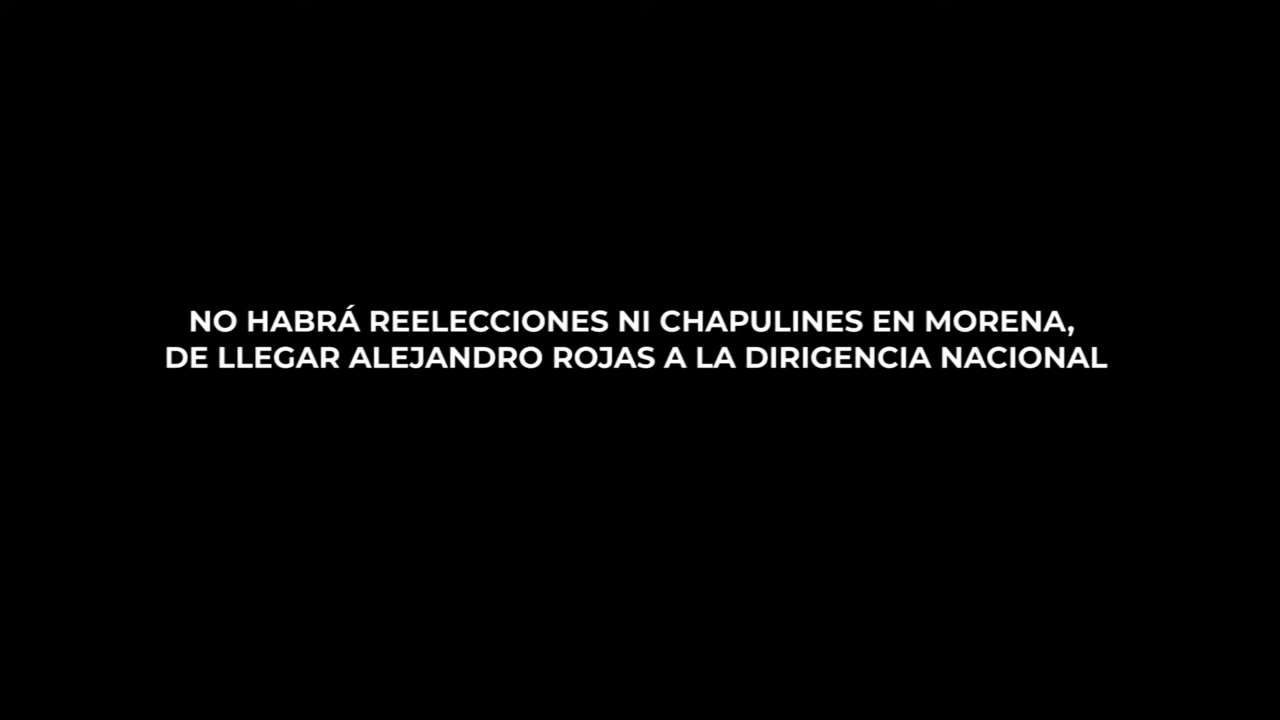 NO HABRÁ REELECCIONES NI CHAPULINES EN MORENA,
DE LLEGAR ALEJANDRO ROJAS A LA DIRIGENCIA NACIONAL